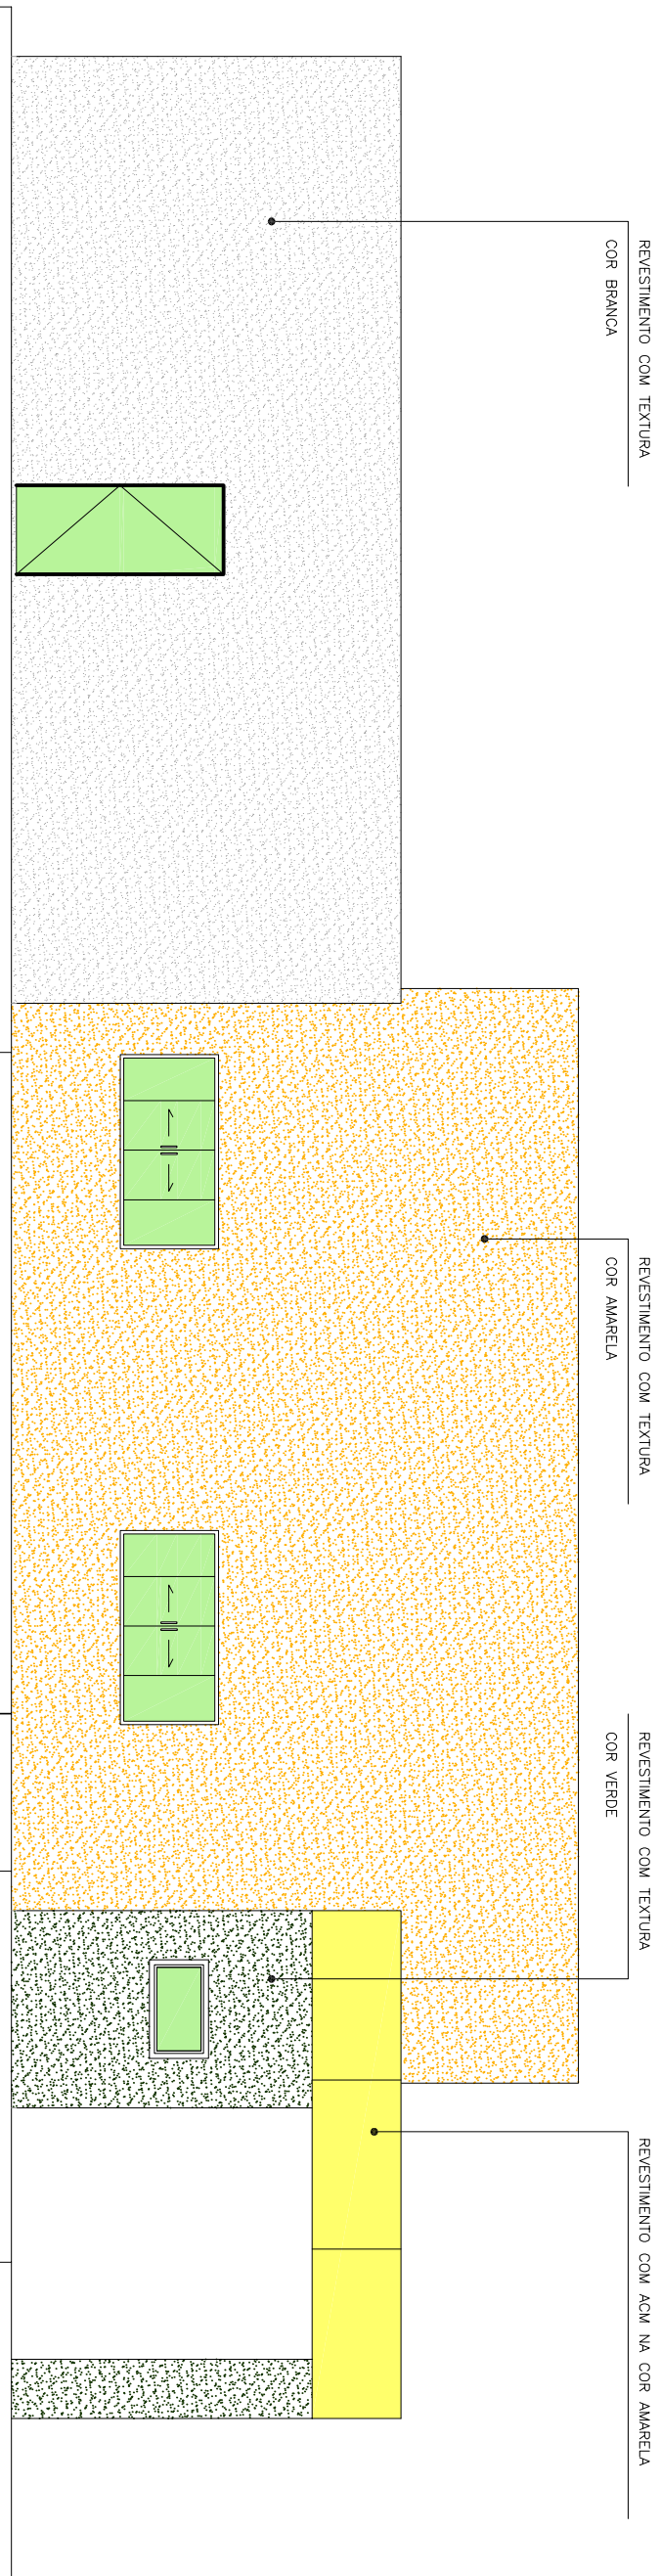 REVESTIMENTO COM TEXTURA
COR BRANCA
REVESTIMENTO COM TEXTURA
COR AMARELA
REVESTIMENTO COM TEXTURA
COR VERDE
REVESTIMENTO COM ACM NA COR AMARELA